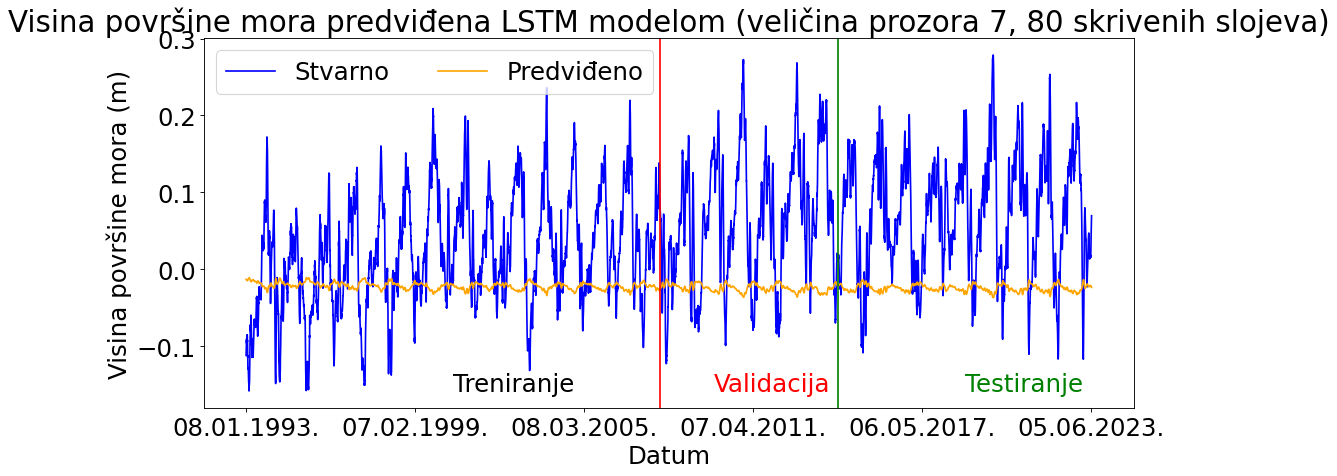 Visina površine mora predviđena LSTM modelom (veličina prozora 7, 80 skrivenih slojeva)
Stvarno
Predviđeno
Visina površine mora (m)
0.3
0.2
0.1
0.0
−0.1
Treniranje
Validacija
Testiranje
08.01.1993.
07.02.1999.
08.03.2005.
07.04.2011.
06.05.2017.
05.06.2023.
Datum